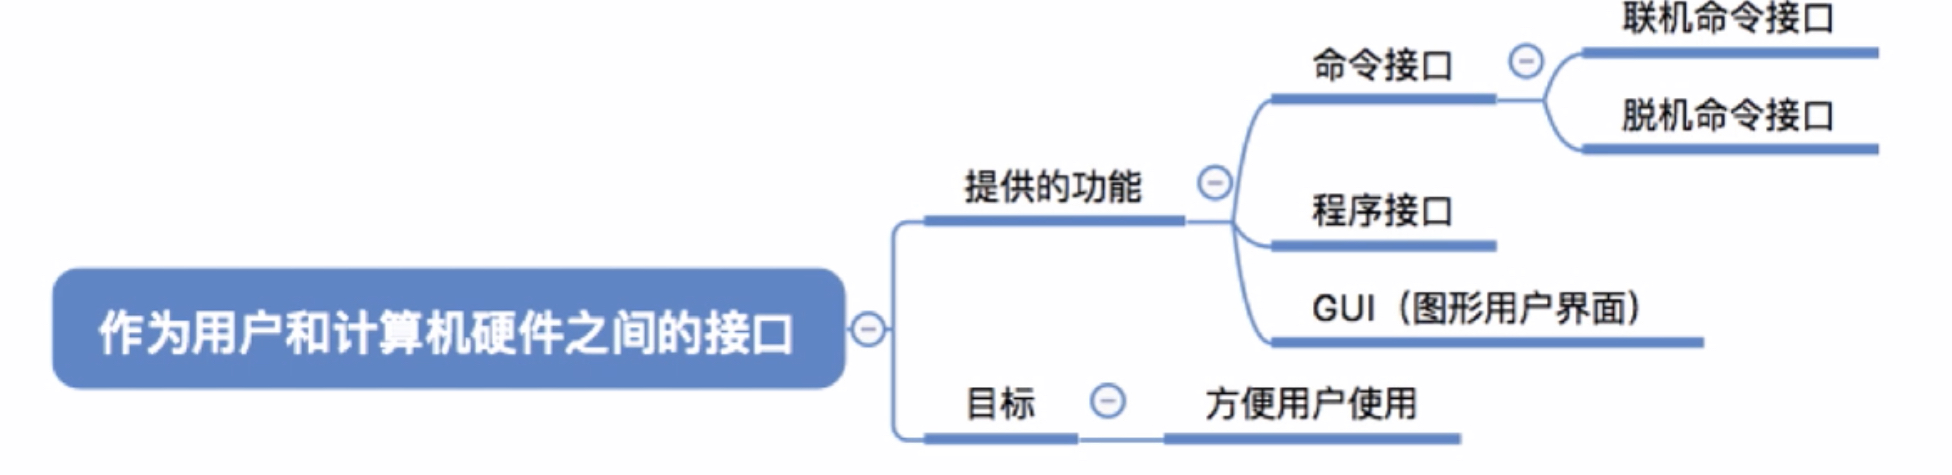 作为用户和计算机硬件之间的接口
提供的功能
命令接口
联机命令接口
脱机命令接口
程序接口
GUI（图形用户界面）
目标
方便用户使用